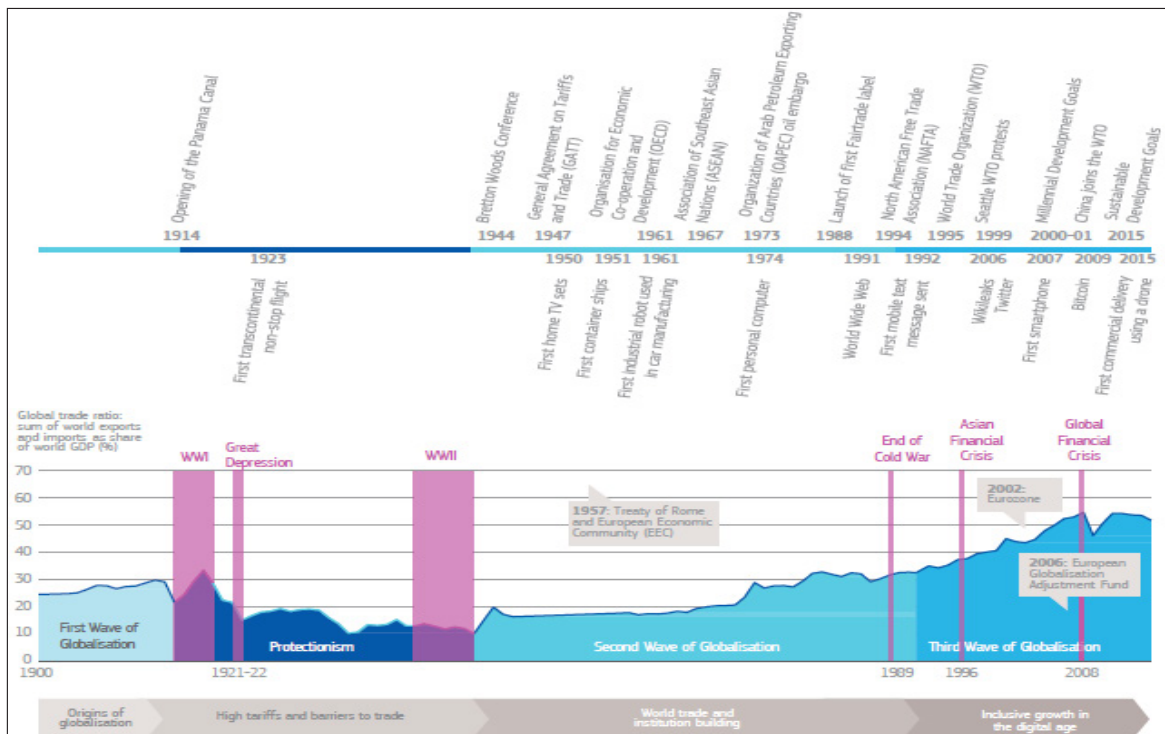 Opening of the Panama Canal
Bretton Woods Conference
General Agreement on Tariffs
and Trade (GATT)
Organisation for Economic
Co-operation and
Development (OECD)
Association of Southeast Asian
Nations (ASEAN)
Organization of Arab Petroleum Exporting
Countries (OAPEC) oil embargo
Launch of first Fairtrade label
North American Free Trade
Association (NAFTA)
World Trade Organization (WTO)
Seattle WTO protests
Millennial Development Goals
China joins the WTO
Sustainable
Development Goals
1914
1944
1947
1961
1967
1973
1988
1994
1995
1999
2000-01
2015
1923
1950
1951
1961
1974
1991
1992
2006
2007
2009
2015
First transcontinental
non-stop flight
First home TV sets
First container ships
First industrial robot used
in car manufacturing
First personal computer
World Wide Web
First mobile text
message sent
Wikileaks
Twitter
First smartphone
Bitcoin
First commercial delivery
using a drone
Global trade ratio:
sum of world exports
and imports as share
of world GDP (%)
WWI
Great
Depression
WWII
End of
Cold War
Asian
Financial
Crisis
Global
Financial
Crisis
70
60
50
40
30
20
10
0
1957: Treaty of Rome
and European Economic
Community (EEC)
2002:
Eurozone
2006: European
Globalisation
Adjustment Fund
First Wave of
Globalisation
Protectionism
Second Wave of Globalisation
Third Wave of Globalisation
1900
1921-22
1989
1996
2008
Origins of
globalisation
High tariffs and barriers to trade
World trade and
institution building
Inclusive growth in
the digital age